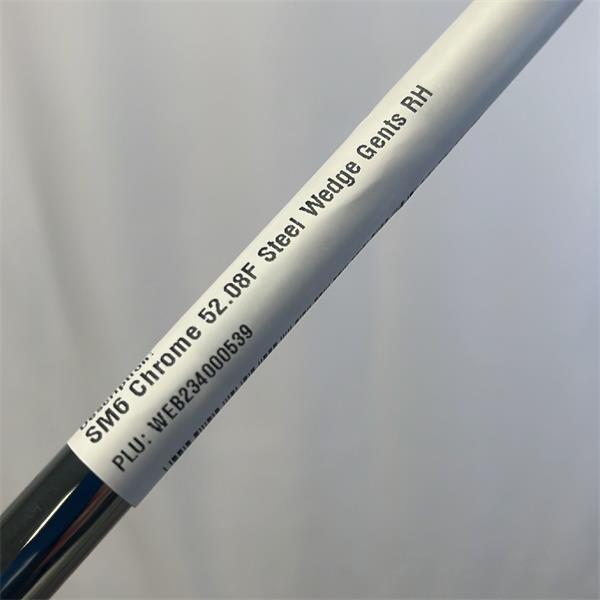 SM6 Chrome 52.08F Steel Wedge Gents RH
PLU: WEB234000539